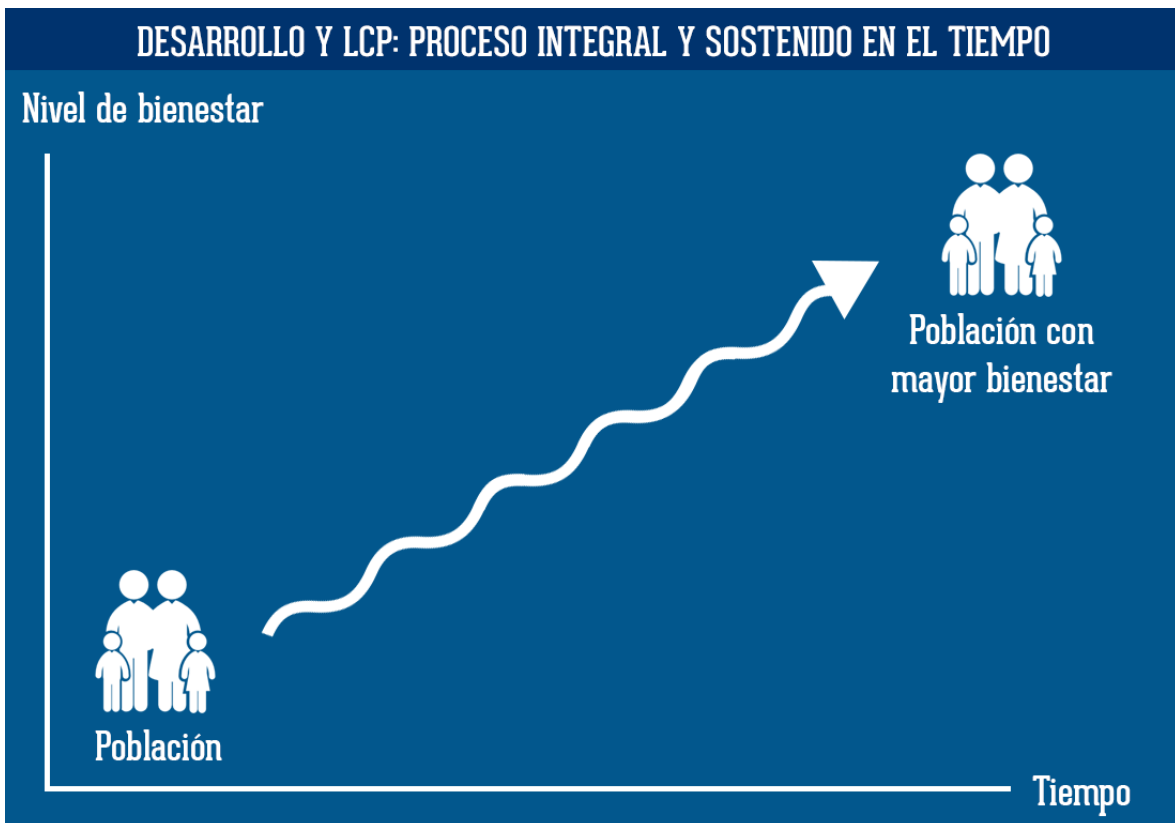 DESARROLLO Y LCP: PROCESO INTEGRAL Y SOSTENIDO EN EL TIEMPO
Nivel de bienestar
Población con
mayor bienestar
Población
Tiempo